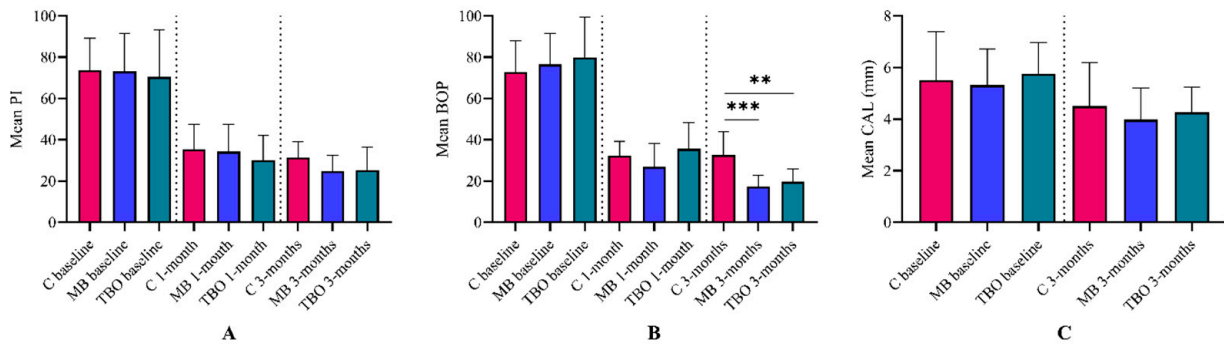 Mean PI
100
80
60
40
20
0
C baseline
MB baseline
TBO baseline
C 1-month
MB 1-month
TBO 1-month
C 3-months
MB 3-months
TBO 3-months
A
Mean BOP
100
80
60
40
20
0
**
***
C baseline
MB baseline
TBO baseline
C 1-month
MB 1-month
TBO 1-month
C 3-months
MB 3-months
TBO 3-months
B
Mean CAL (mm)
8
6
4
2
0
C baseline
MB baseline
TBO baseline
C 3-months
MB 3-months
TBO 3-months
C